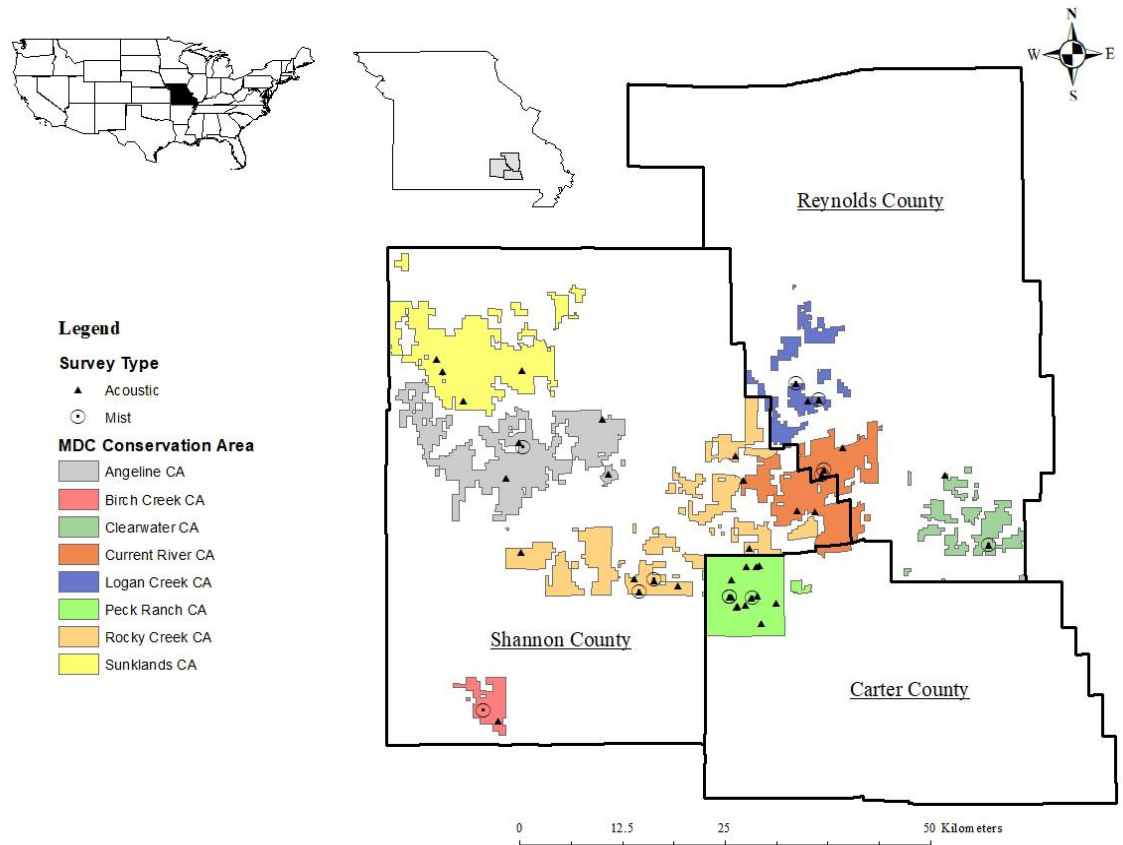 N
W E
S
Reynolds County
Legend
Survey Type
Acoustic
Mist
MDC Conservation Area
Angeline CA
Birch Creek CA
Clearwater CA
Current River CA
Logan Creek CA
Peck Ranch CA
Rocky Creek CA
Sunklands CA
Shannon County
Carter County
0 12.5 25 50 Kilometers